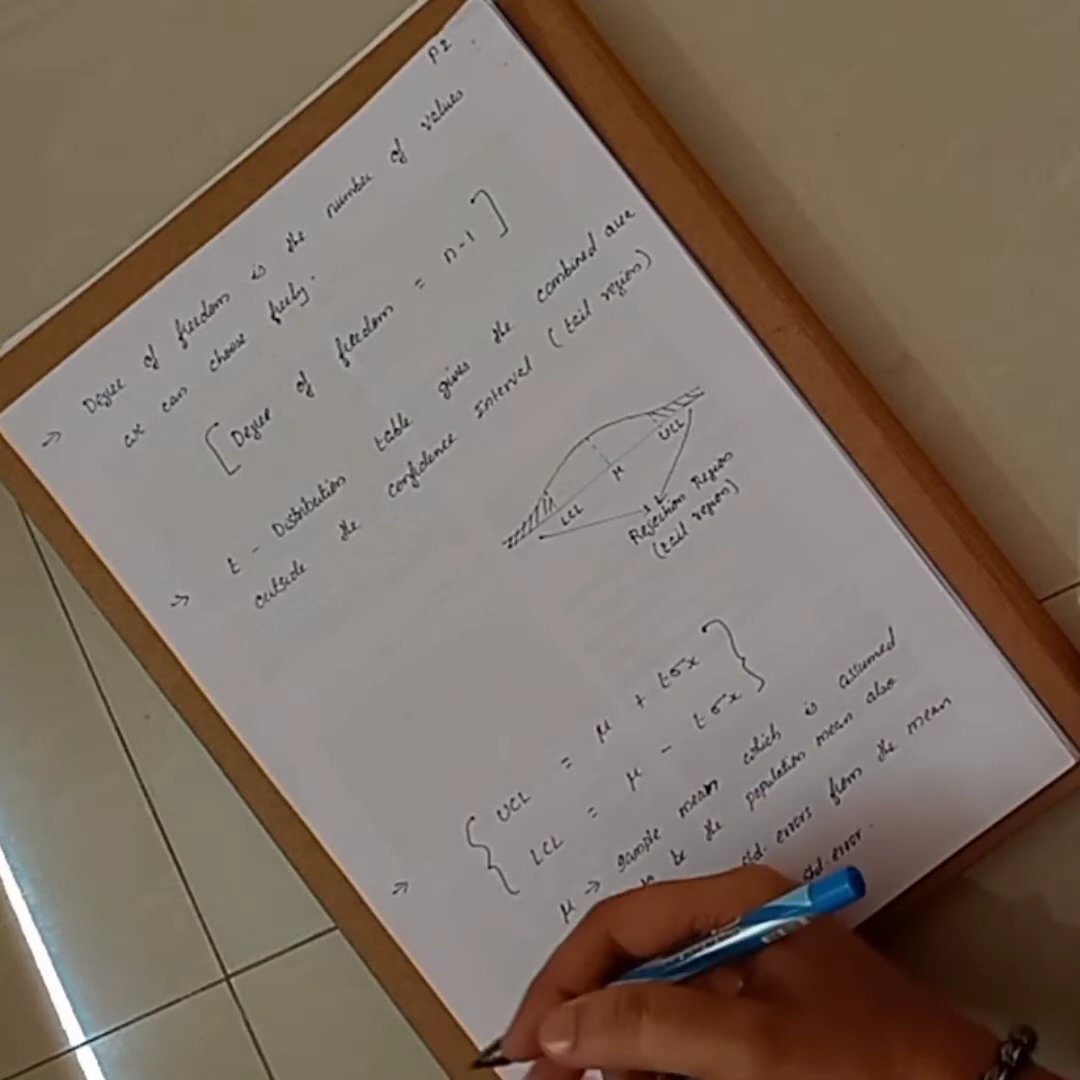 P2
→ Degree of freedom is the number of values
we can choose freely.
[Degree of freedom = n-1]
→ t - Distribution table gives the combined area
outside the confidence Interval (tail region)
LCL μ UCL
Rejection Region
(tail region)
→ { UCL = μ + tσx
LCL = μ - tσx }
μ → sample mean which is assumed
to be the population mean also
std. errors from the mean
std. error.